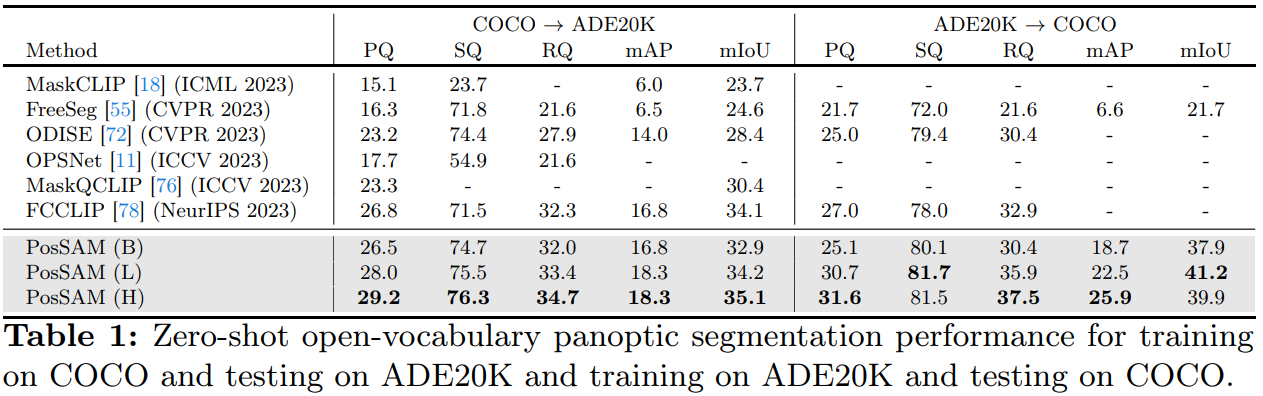 COCO → ADE20K ADE20K → COCO
Method PQ SQ RQ mAP mIoU PQ SQ RQ mAP mIoU
MaskCLIP [18] (ICML 2023) 15.1 23.7 - 6.0 23.7 - - - - -
FreeSeg [55] (CVPR 2023) 16.3 71.8 21.6 6.5 24.6 21.7 72.0 21.6 6.6 21.7
ODISE [72] (CVPR 2023) 23.2 74.4 27.9 14.0 28.4 25.0 79.4 30.4 - -
OPSNet [11] (ICCV 2023) 17.7 54.9 21.6 - - - - - - -
MaskQCLIP [76] (ICCV 2023) 23.3 - - - 30.4 - - - - -
FCCLIP [78] (NeurIPS 2023) 26.8 71.5 32.3 16.8 34.1 27.0 78.0 32.9 - -
PosSAM (B) 26.5 74.7 32.0 16.8 32.9 25.1 80.1 30.4 18.7 37.9
PosSAM (L) 28.0 75.5 33.4 18.3 34.2 30.7 81.7 35.9 22.5 41.2
PosSAM (H) 29.2 76.3 34.7 18.3 35.1 31.6 81.5 37.5 25.9 39.9
Table 1: Zero-shot open-vocabulary panoptic segmentation performance for training
on COCO and testing on ADE20K and training on ADE20K and testing on COCO.